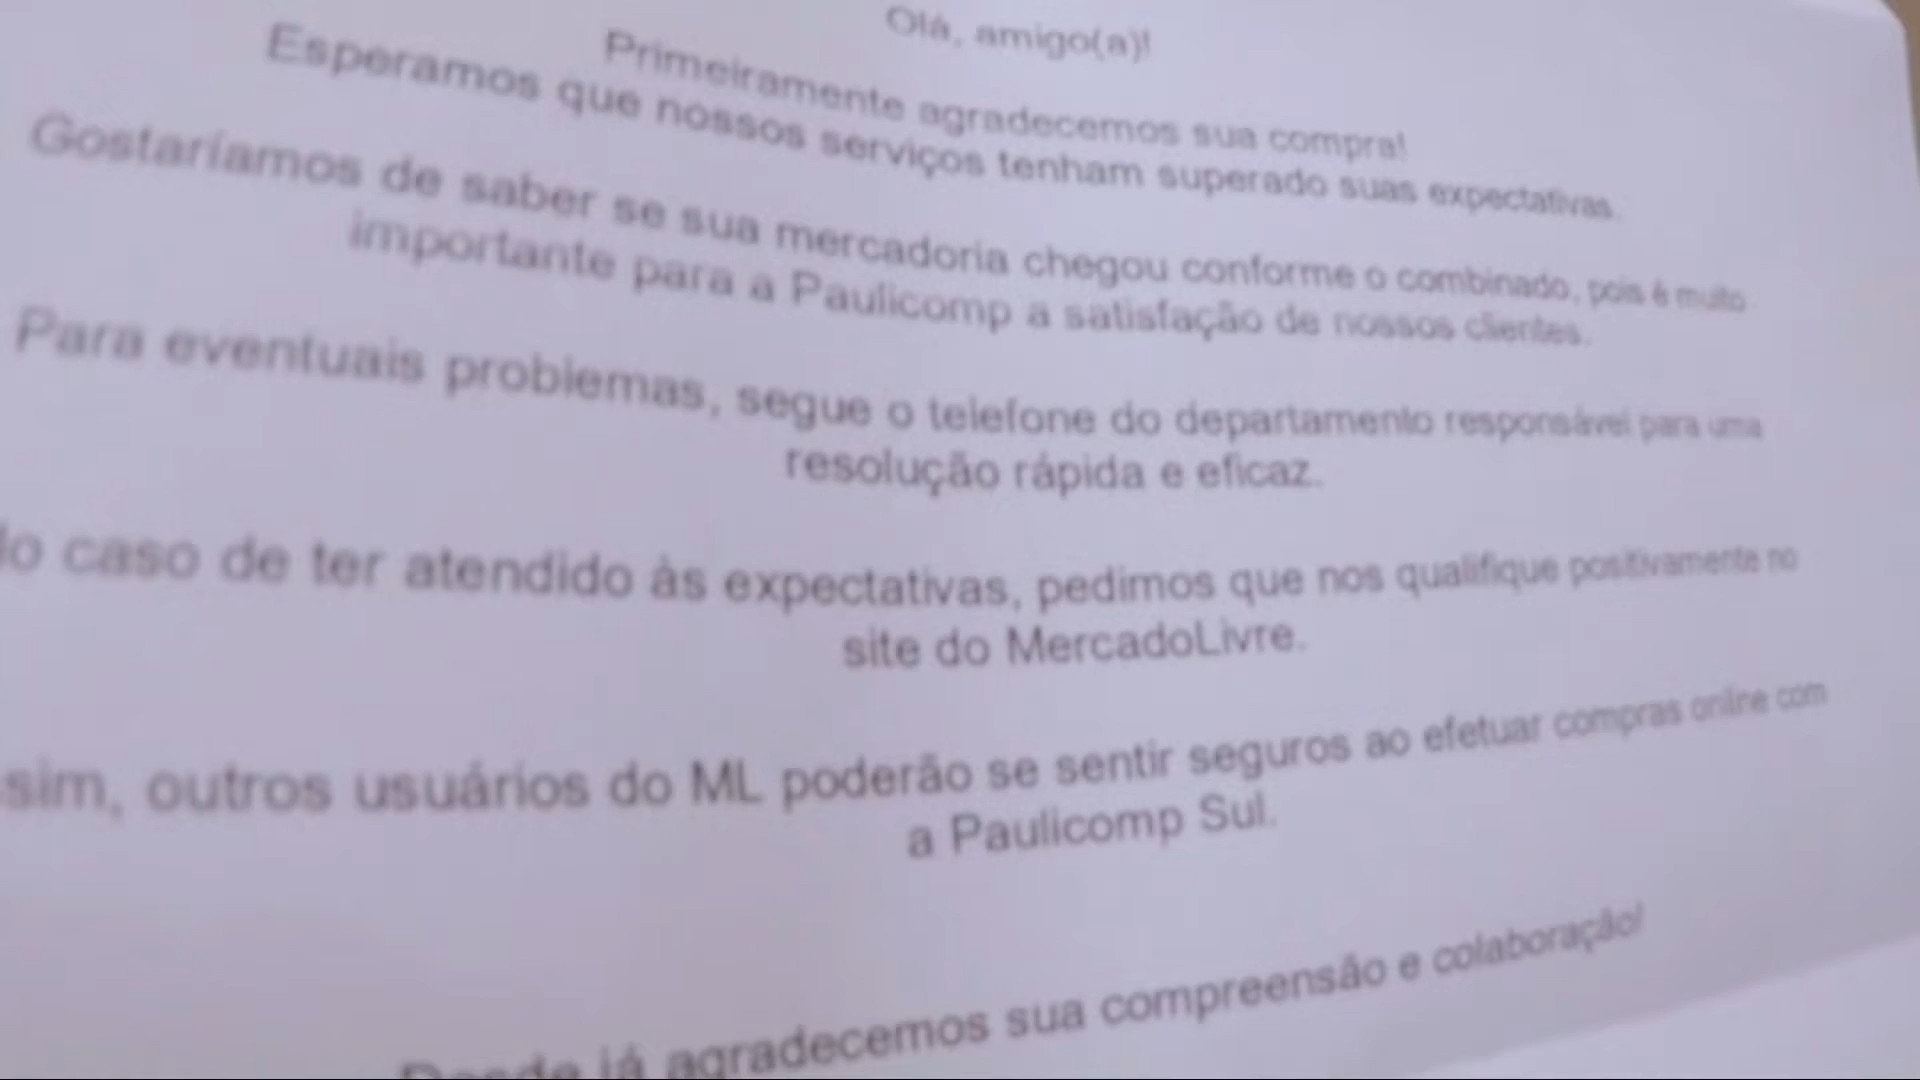 Olá, amigo(a)!
Primeiramente agradecemos sua compra!
Esperamos que nossos serviços tenham superado suas expectativas.
Gostaríamos de saber se sua mercadoria chegou conforme o combinado, pois é muito
importante para a Paulicomp a satisfação de nossos clientes.
Para eventuais problemas, segue o telefone do departamento responsável para uma
resolução rápida e eficaz.
lo caso de ter atendido às expectativas, pedimos que nos qualifique positivamente no
site do MercadoLivre.
sim, outros usuários do ML poderão se sentir seguros ao efetuar compras online com
a Paulicomp Sul.
Desde já agradecemos sua compreensão e colaboração!